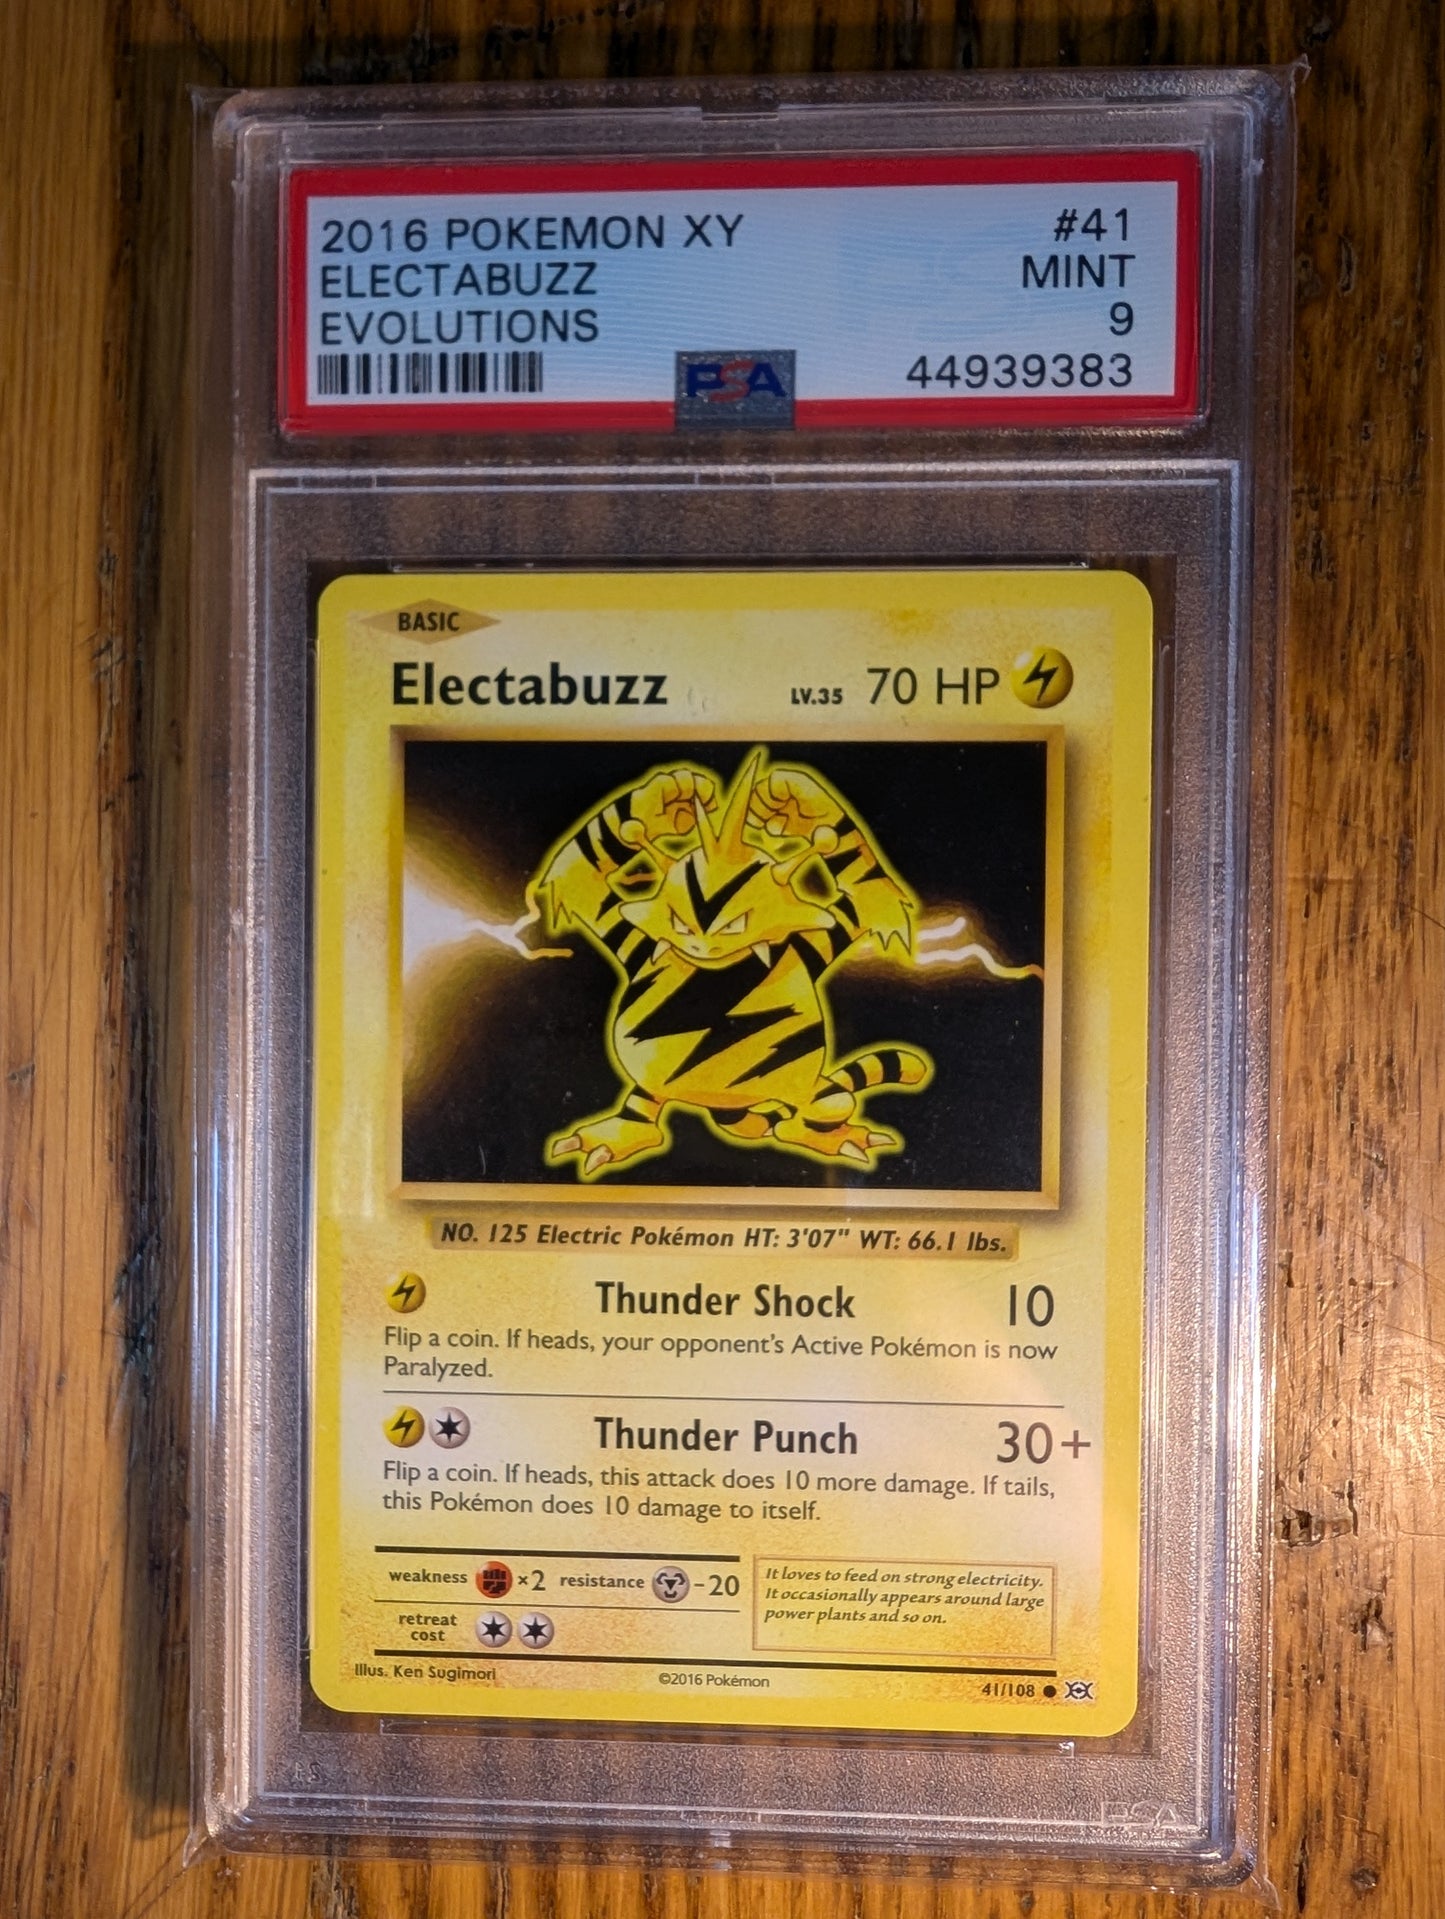 2016 POKEMON XY #41
ELECTABUZZ MINT
EVOLUTIONS 9
PSA 44939383
BASIC
Electabuzz LV.35 70 HP
NO. 125 Electric Pokémon HT: 3'07" WT: 66.1 lbs.
Thunder Shock 10
Flip a coin. If heads, your opponent's Active Pokémon is now
Paralyzed.
Thunder Punch 30+
Flip a coin. If heads, this attack does 10 more damage. If tails,
this Pokémon does 10 damage to itself.
weakness ×2 resistance -20
retreat
cost
It loves to feed on strong electricity.
It occasionally appears around large
power plants and so on.
Illus. Ken Sugimori ©2016 Pokémon 41/108
PSA